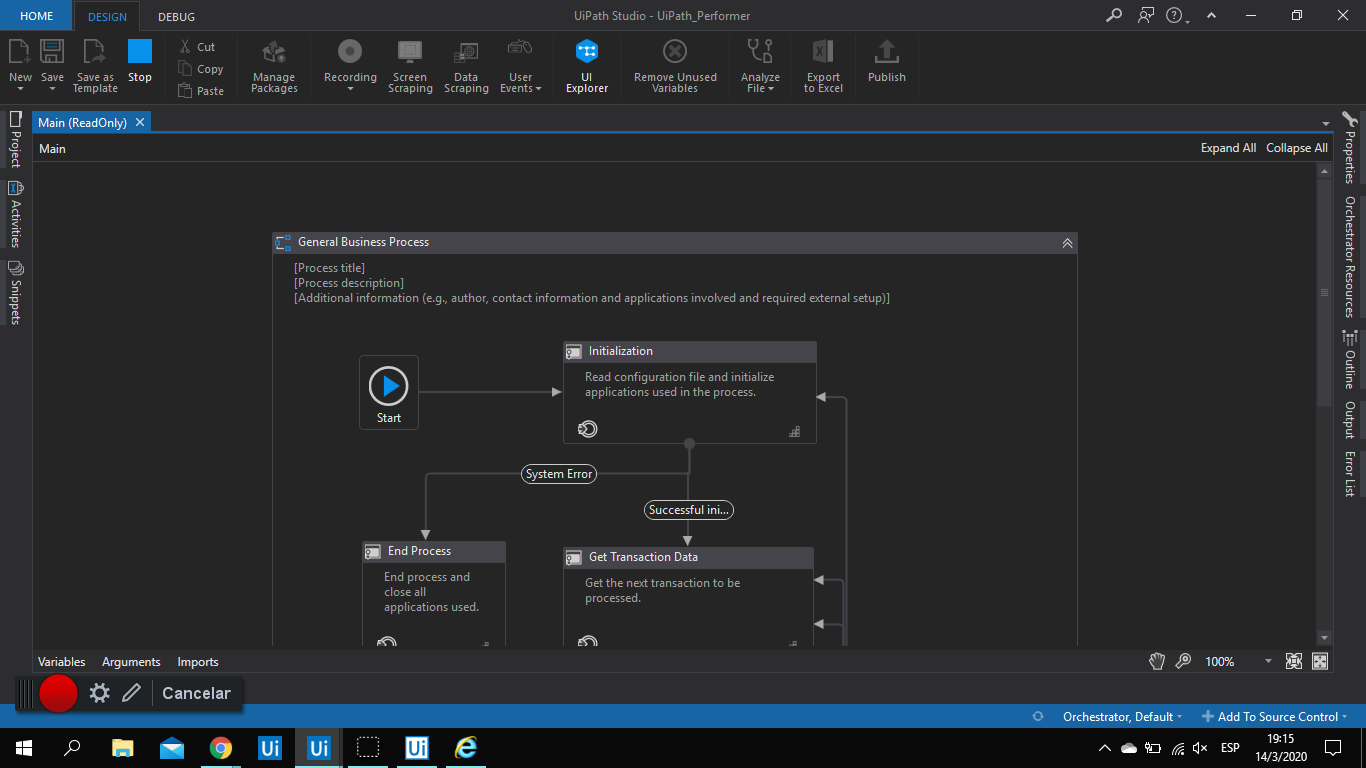 HOME
DESIGN
DEBUG
UiPath Studio - UiPath_Performer
New
Save
Save as Template
Stop
Cut
Copy
Paste
Manage Packages
Recording
Screen Scraping
Data Scraping
User Events
UI Explorer
Remove Unused Variables
Analyze File
Export to Excel
Publish
Main (ReadOnly)
Main
Expand All
Collapse All
Project
Activities
Snippets
Properties
Orchestrator Resources
Outline
Output
Error List
General Business Process
[Process title]
[Process description]
[Additional information (e.g., author, contact information and applications involved and required external setup)]
Start
Initialization
Read configuration file and initialize
applications used in the process.
System Error
Successful ini...
End Process
End process and
close all
applications used.
Get Transaction Data
Get the next transaction to be
processed.
Variables
Arguments
Imports
100%
Cancelar
Orchestrator, Default
Add To Source Control
Ui
Ui
Ui
ESP
19:15
14/3/2020